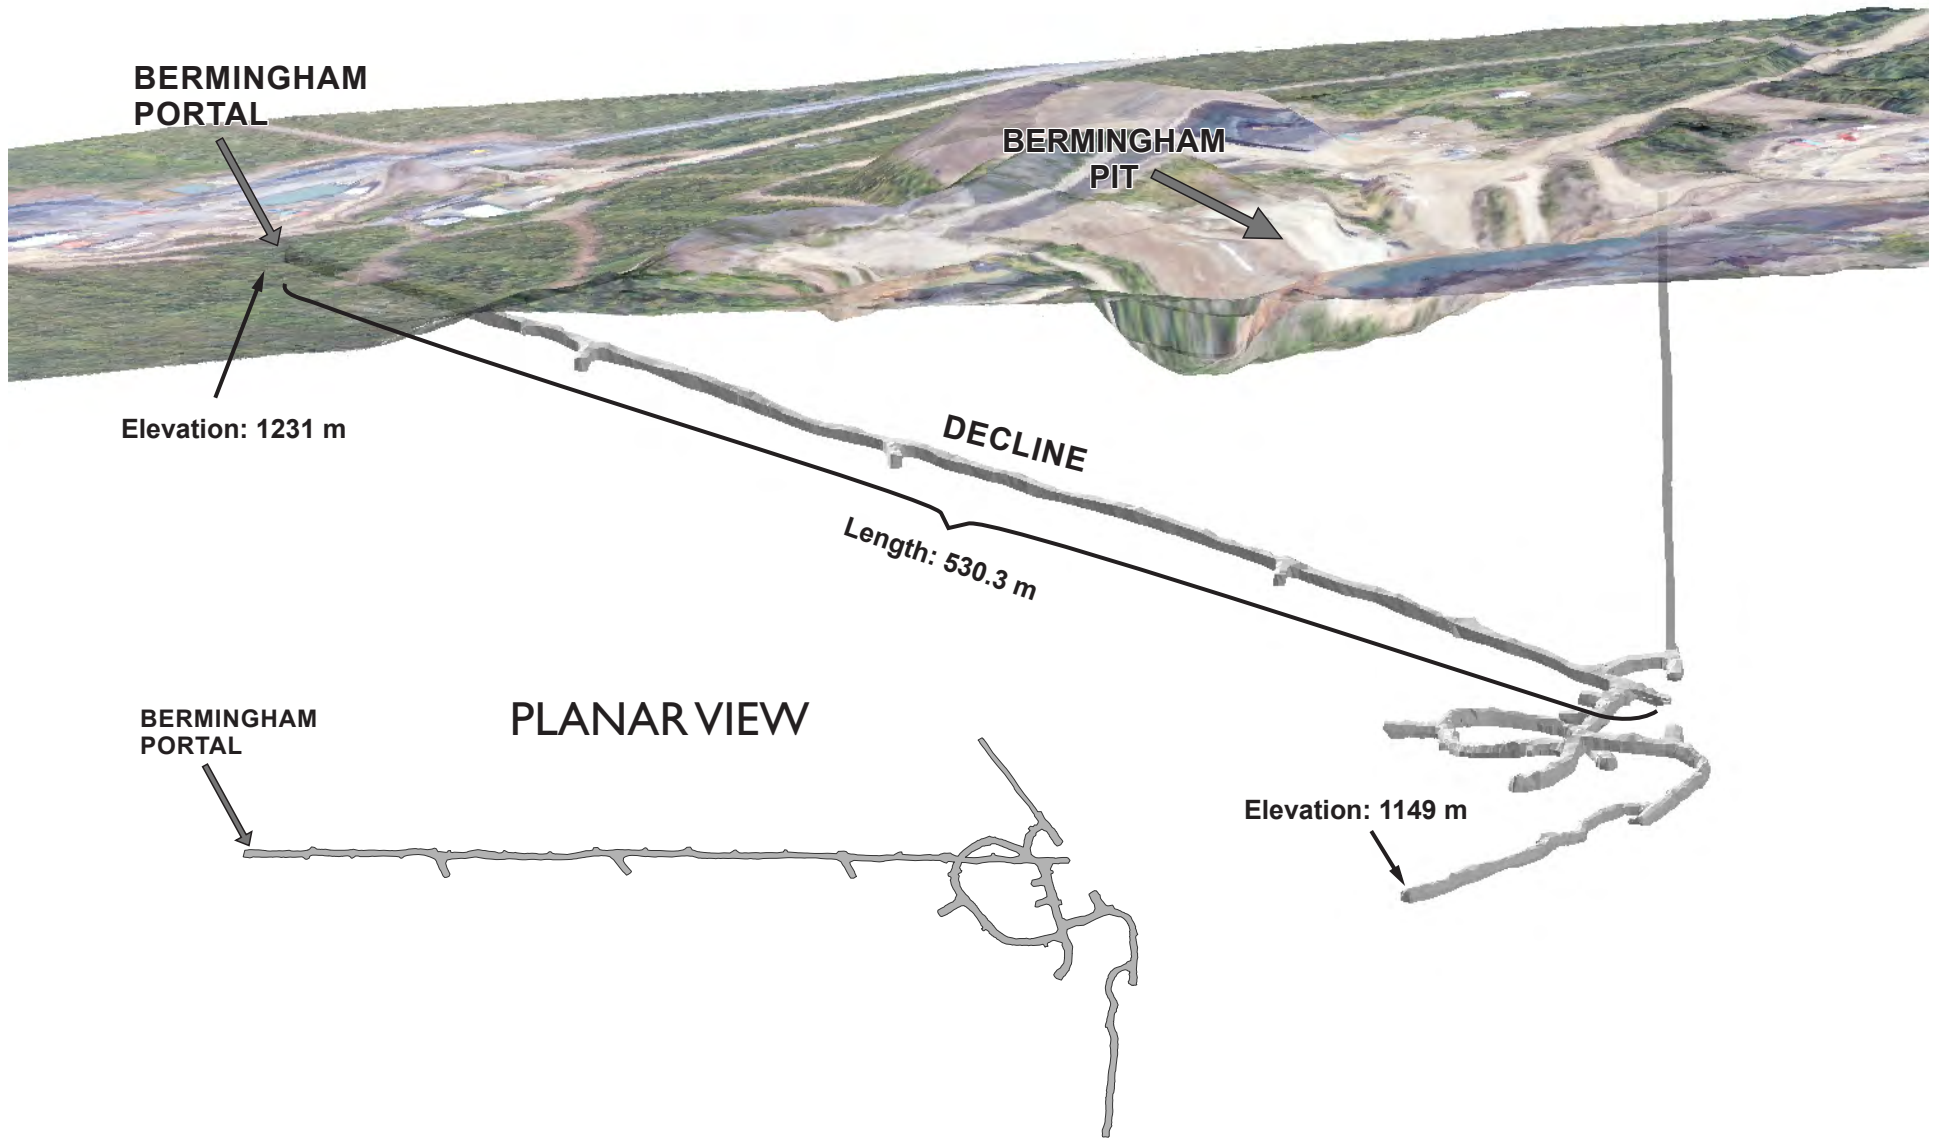 BERMINGHAM
PORTAL
BERMINGHAM
PIT
Elevation: 1231 m
DECLINE
Length: 530.3 m
BERMINGHAM
PORTAL
PLANAR VIEW
Elevation: 1149 m